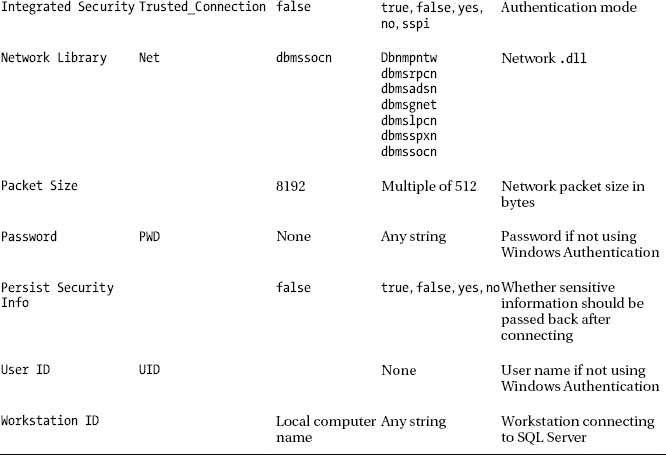 Integrated Security Trusted_Connection false true, false, yes, Authentication mode
no, sspi
Network Library Net dbmssocn Dbnmpntw Network .dll
dbmsrpcn
dbmsadsn
dbmsgnet
dbmslpcn
dbmsspxn
dbmssocn
Packet Size 8192 Multiple of 512 Network packet size in
bytes
Password PWD None Any string Password if not using
Windows Authentication
Persist Security false true, false, yes, no Whether sensitive
Info information should be
passed back after
connecting
User ID UID None User name if not using
Windows Authentication
Workstation ID Local computer Any string Workstation connecting
name to SQL Server